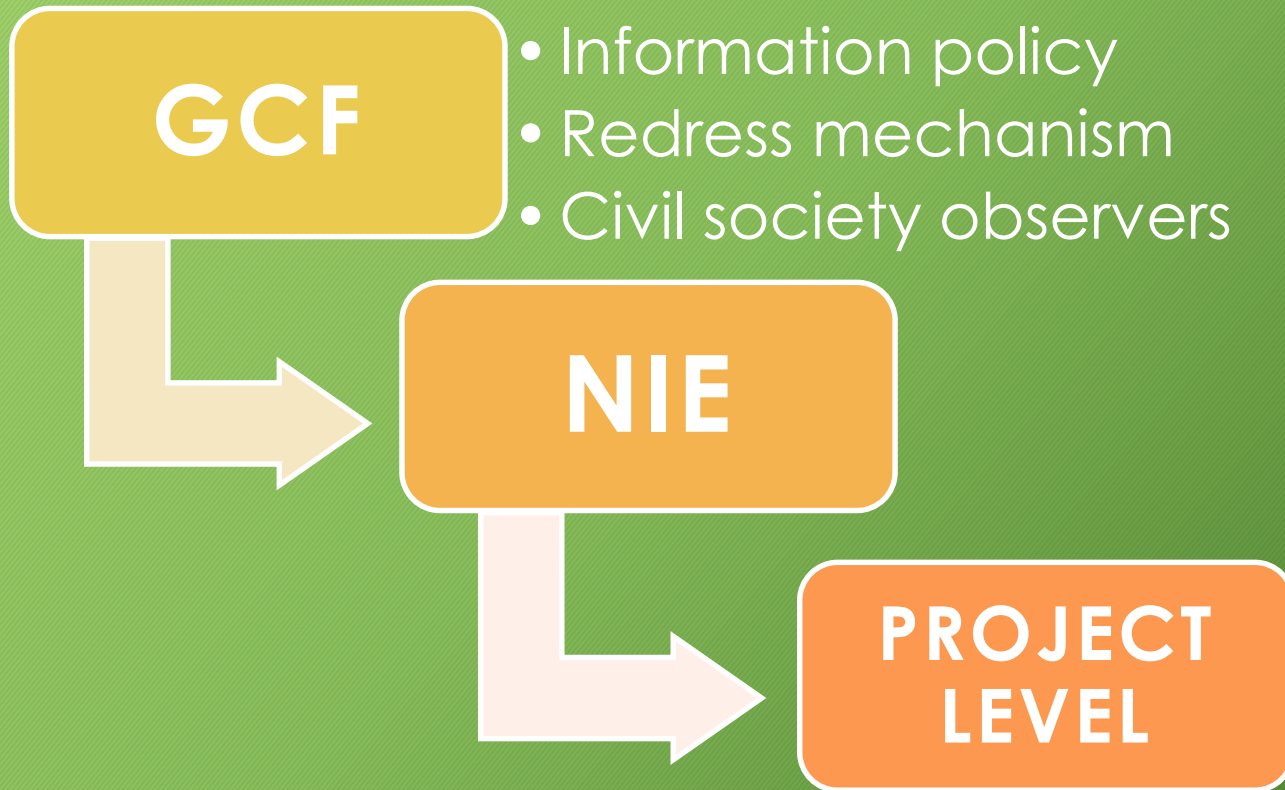 GCF
• Information policy
• Redress mechanism
• Civil society observers
NIE
PROJECT
LEVEL